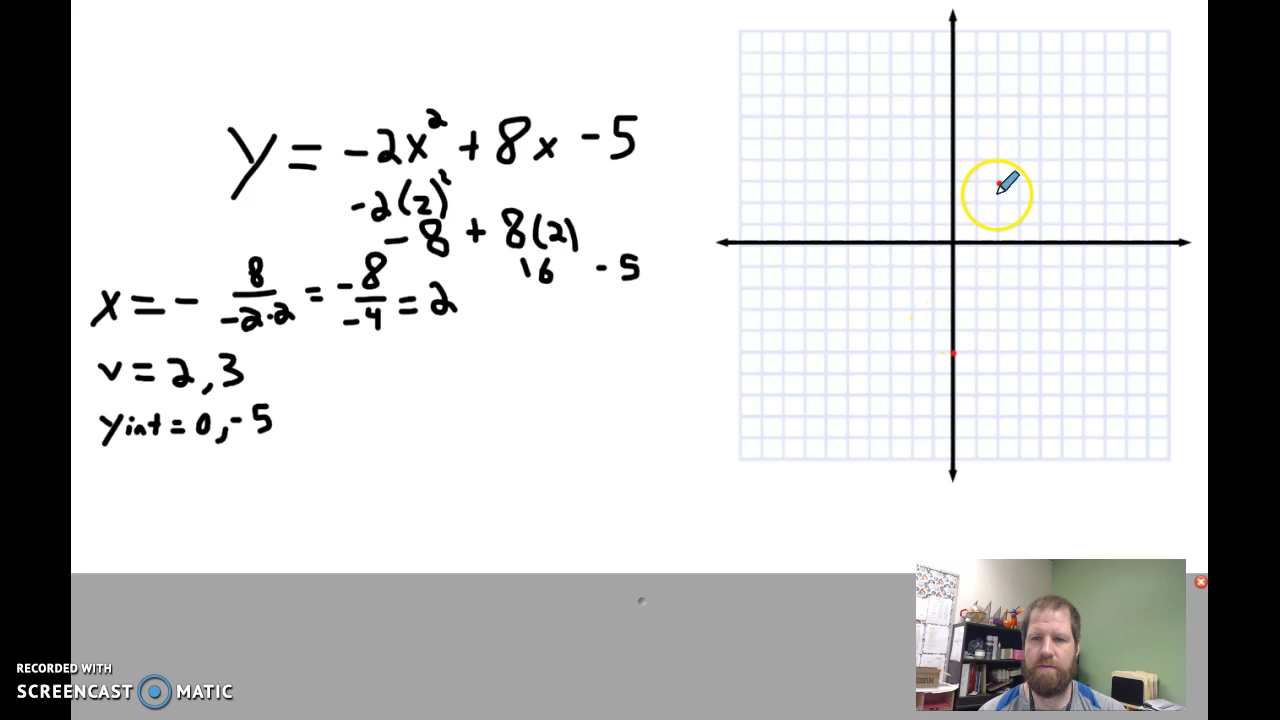 y = -2x² + 8x - 5
-2(2)²
-8 + 8(2)
16 - 5
x = - 8/-2·2 = -8/-4 = 2
v = 2, 3
yint = 0, -5
RECORDED WITH
SCREENCAST MATIC